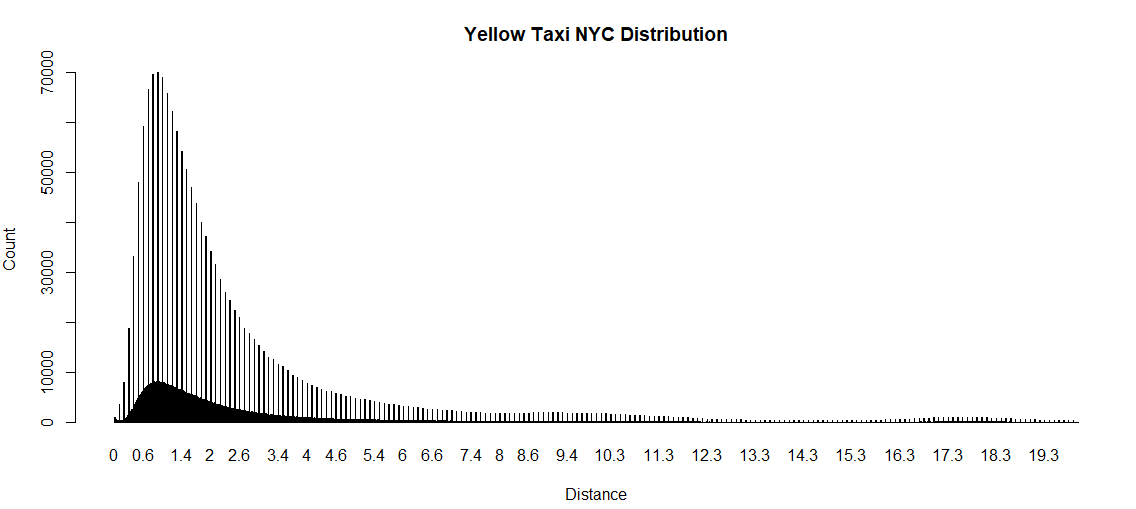 Yellow Taxi NYC Distribution
70000
50000
30000
10000
0
Count
0 0.6 1.4 2 2.6 3.4 4 4.6 5.4 6 6.6 7.4 8 8.6 9.4 10.3 11.3 12.3 13.3 14.3 15.3 16.3 17.3 18.3 19.3
Distance